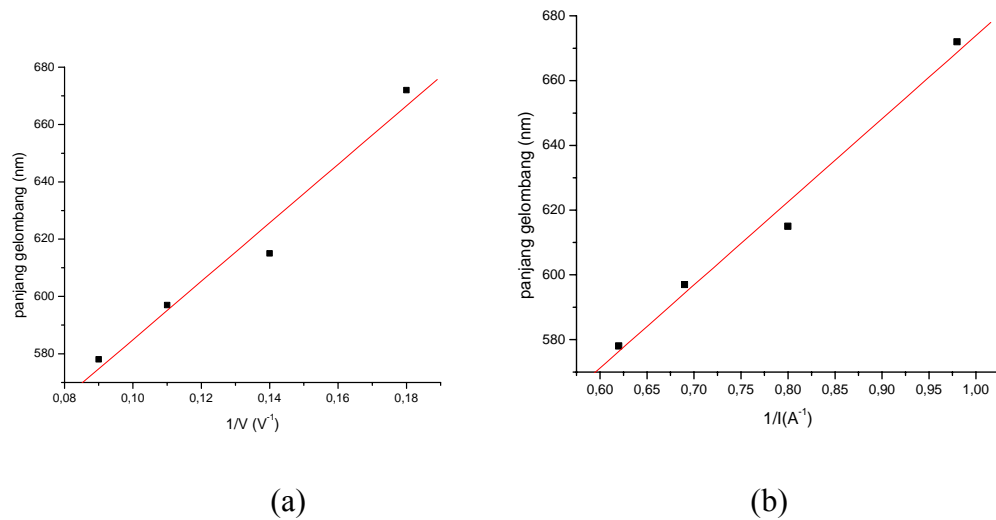 680
660
640
620
600
580
panjang gelombang (nm)
0,08 0,10 0,12 0,14 0,16 0,18
1/V (V⁻¹)
(a)
680
660
640
620
600
580
panjang gelombang (nm)
0,60 0,65 0,70 0,75 0,80 0,85 0,90 0,95 1,00
1/I(A⁻¹)
(b)